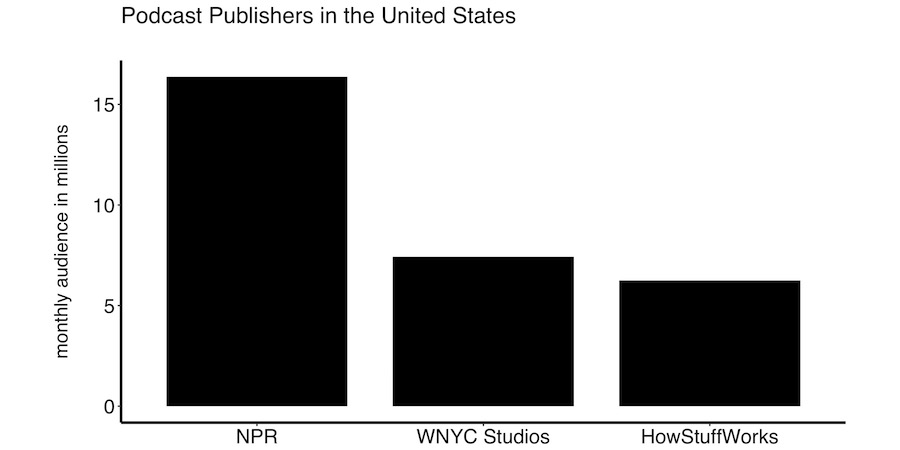 Podcast Publishers in the United States
monthly audience in millions
15
10
5
0
NPR
WNYC Studios
HowStuffWorks